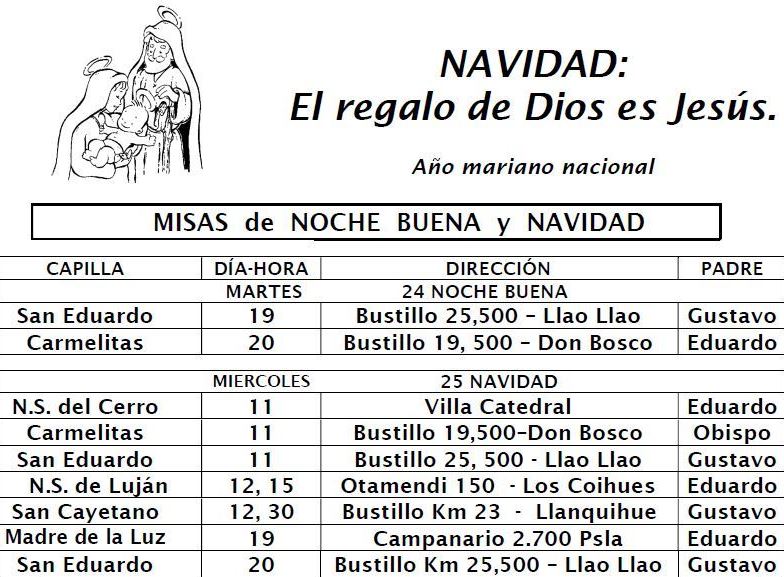 NAVIDAD:
El regalo de Dios es Jesús.
Año mariano nacional
MISAS de NOCHE BUENA y NAVIDAD
CAPILLA DÍA-HORA DIRECCIÓN PADRE
MARTES 24 NOCHE BUENA
San Eduardo 19 Bustillo 25,500 – Llao Llao Gustavo
Carmelitas 20 Bustillo 19, 500 – Don Bosco Eduardo
MIERCOLES 25 NAVIDAD
N.S. del Cerro 11 Villa Catedral Eduardo
Carmelitas 11 Bustillo 19,500–Don Bosco Obispo
San Eduardo 11 Bustillo 25, 500 - Llao Llao Gustavo
N.S. de Luján 12, 15 Otamendi 150 - Los Coihues Eduardo
San Cayetano 12, 30 Bustillo Km 23 - Llanquihue Gustavo
Madre de la Luz 19 Campanario 2.700 Psla Eduardo
San Eduardo 20 Bustillo Km 25,500 – Llao Llao Gustavo